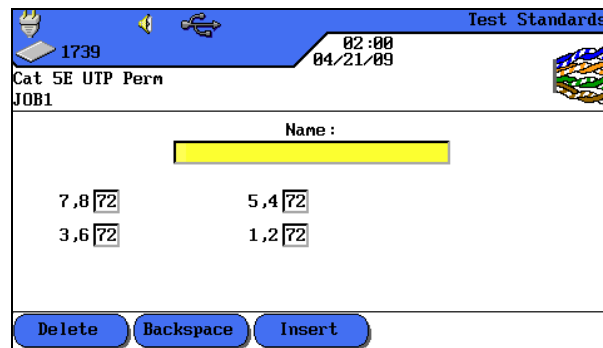 Test Standards
1739
02:00
04/21/09
Cat 5E UTP Perm
JOB1
Name:
7,8 72 5,4 72
3,6 72 1,2 72
Delete Backspace Insert